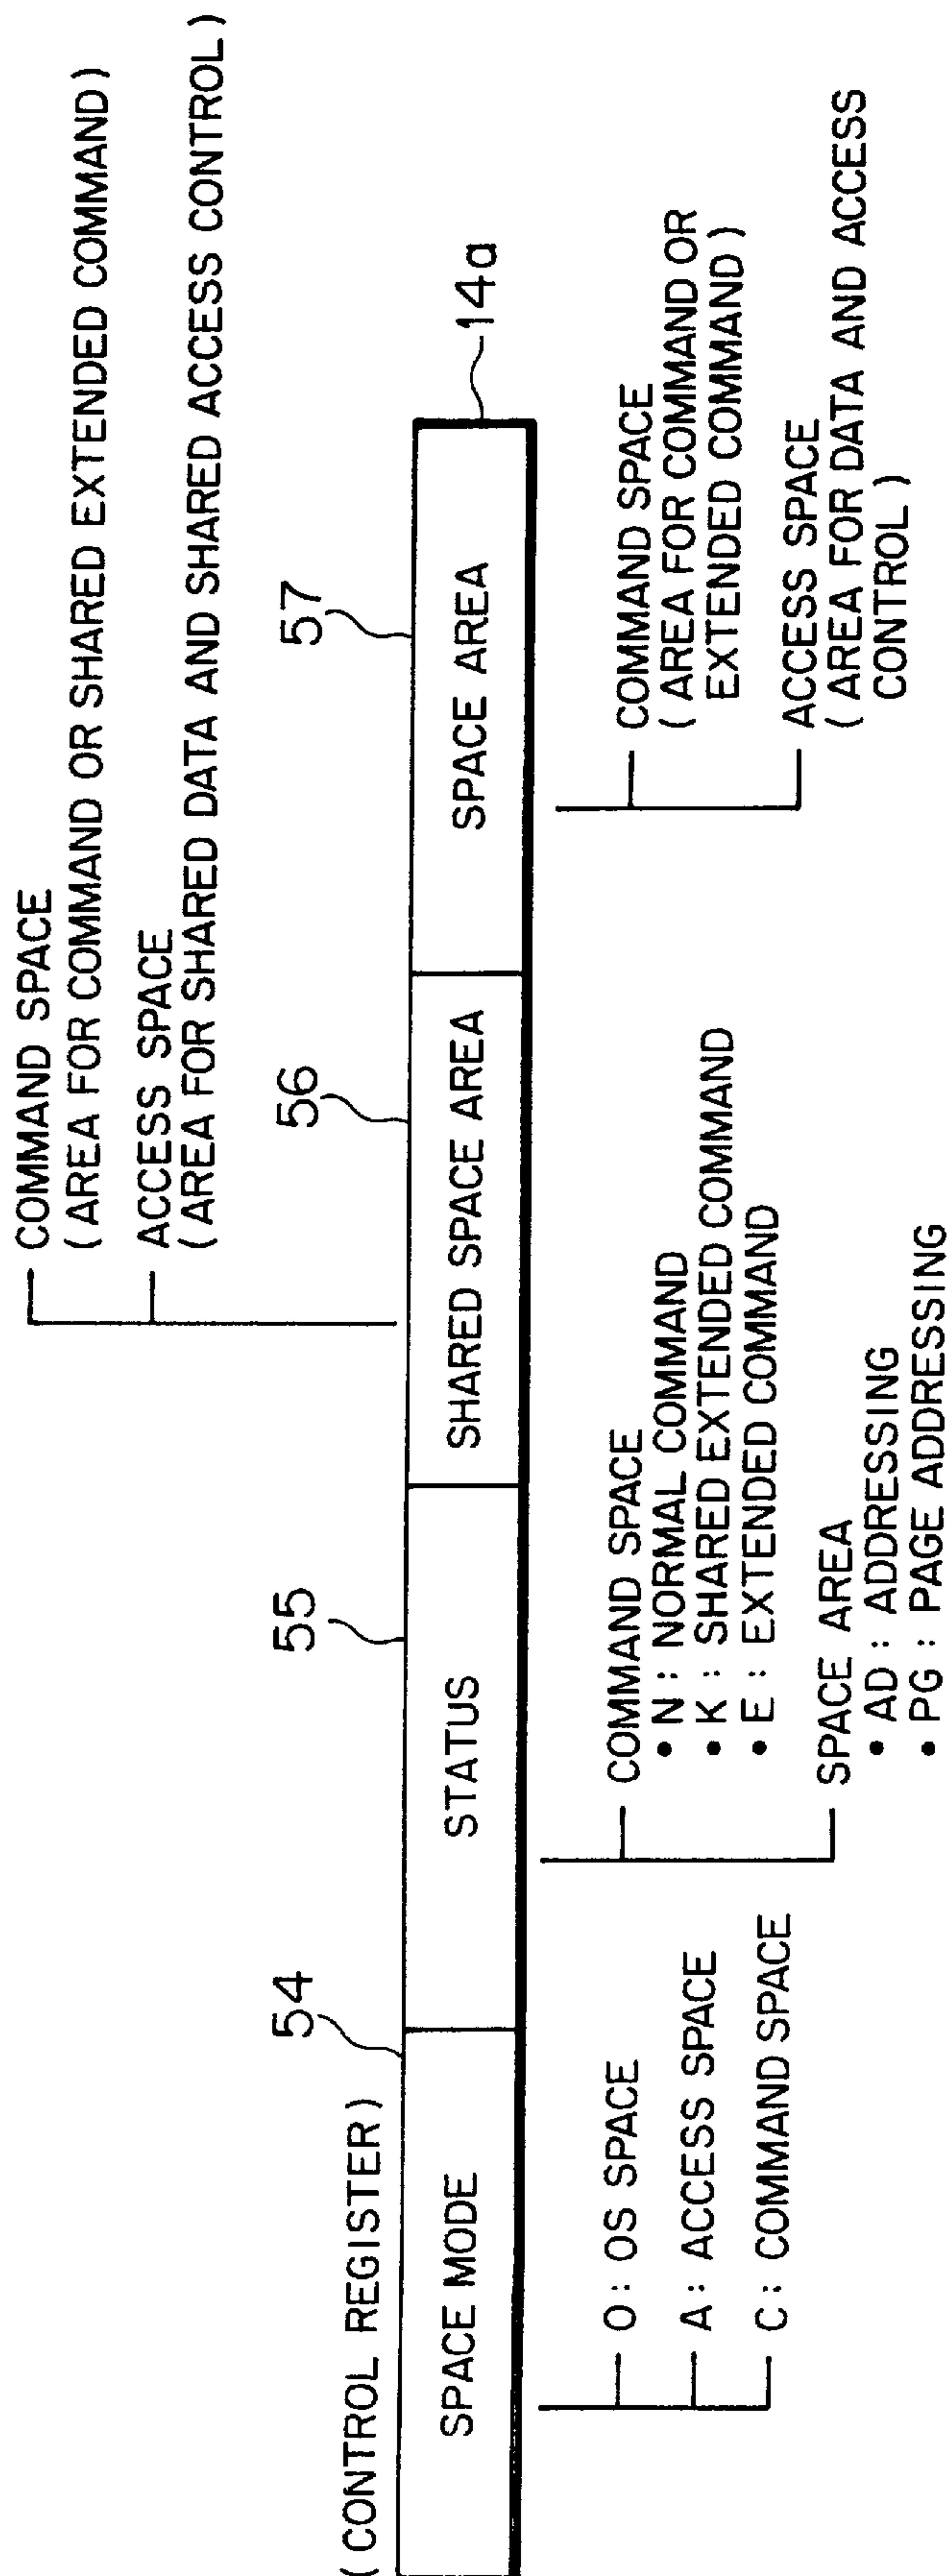 COMMAND SPACE
(AREA FOR COMMAND OR SHARED EXTENDED COMMAND)
ACCESS SPACE
(AREA FOR SHARED DATA AND SHARED ACCESS CONTROL)
(CONTROL REGISTER)
54
55
56
57
SPACE MODE
STATUS
SHARED SPACE AREA
SPACE AREA
14a
O : OS SPACE
A : ACCESS SPACE
C : COMMAND SPACE
COMMAND SPACE
• N : NORMAL COMMAND
• K : SHARED EXTENDED COMMAND
• E : EXTENDED COMMAND
SPACE AREA
• AD : ADDRESSING
• PG : PAGE ADDRESSING
COMMAND SPACE
(AREA FOR COMMAND OR
EXTENDED COMMAND)
ACCESS SPACE
(AREA FOR DATA AND ACCESS
CONTROL)